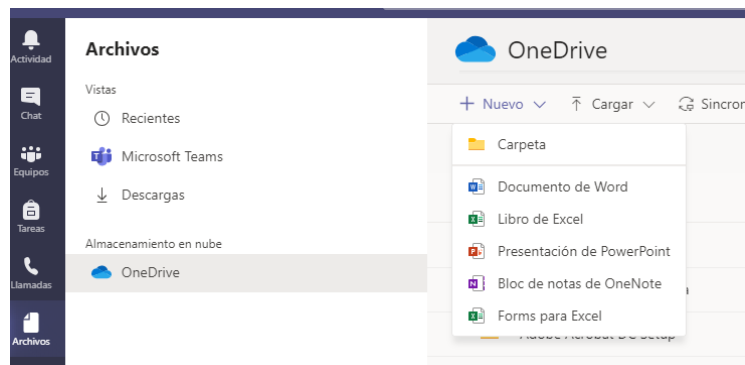 Actividad
Chat
Equipos
Tareas
Llamadas
Archivos
Archivos
Vistas
Recientes
Microsoft Teams
Descargas
Almacenamiento en nube
OneDrive
OneDrive
+ Nuevo
Cargar
Sincron
Carpeta
Documento de Word
Libro de Excel
Presentación de PowerPoint
Bloc de notas de OneNote
Forms para Excel